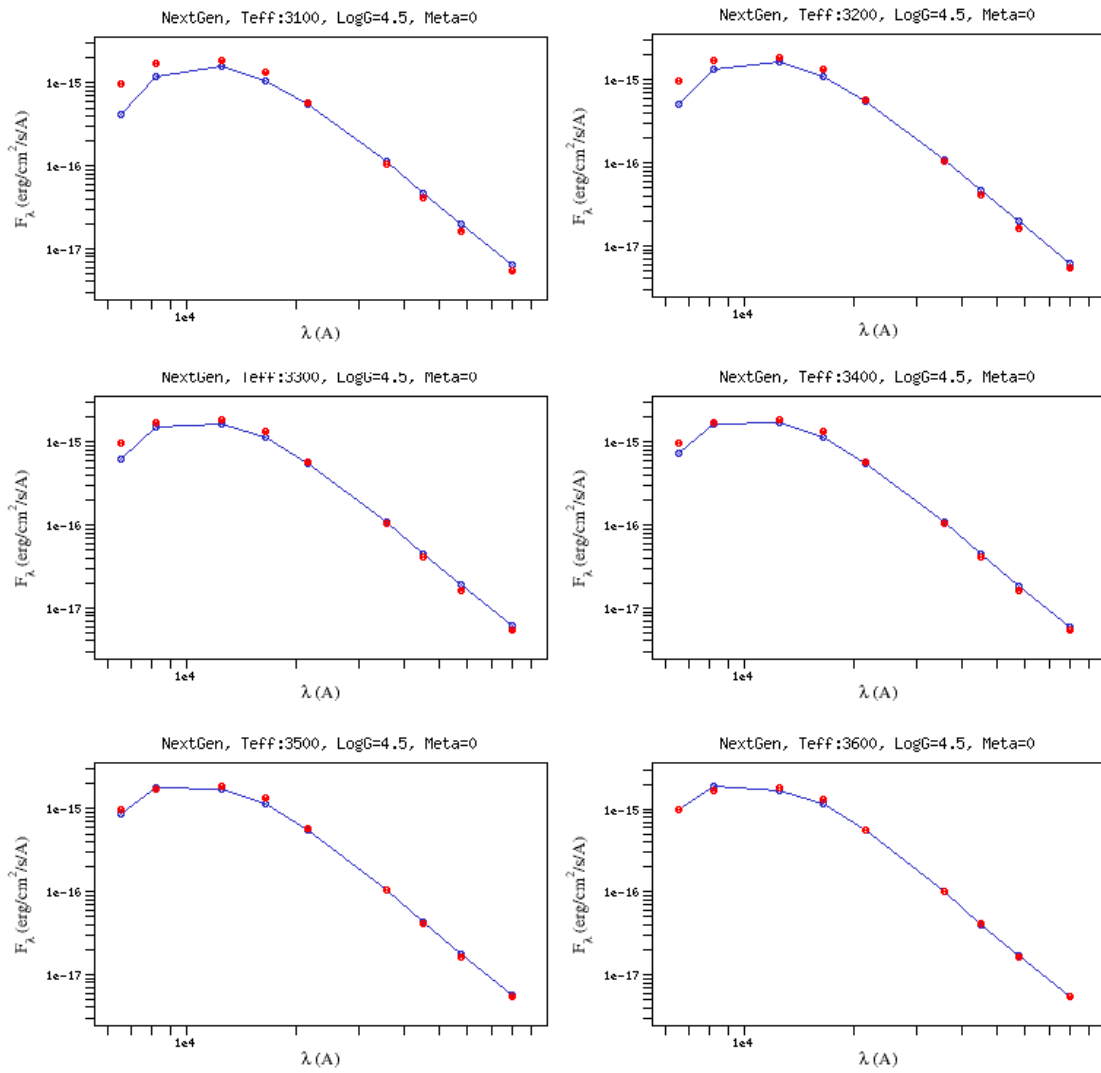 NextGen, Teff:3100, LogG=4.5, Meta=0
1e-15
1e-16
1e-17
F_λ (erg/cm²/s/A)
1e4
λ (A)
NextGen, Teff:3200, LogG=4.5, Meta=0
1e-15
1e-16
1e-17
F_λ (erg/cm²/s/A)
1e4
λ (A)
NextGen, Teff:3300, LogG=4.5, Meta=0
1e-15
1e-16
1e-17
F_λ (erg/cm²/s/A)
1e4
λ (A)
NextGen, Teff:3400, LogG=4.5, Meta=0
1e-15
1e-16
1e-17
F_λ (erg/cm²/s/A)
1e4
λ (A)
NextGen, Teff:3500, LogG=4.5, Meta=0
1e-15
1e-16
1e-17
F_λ (erg/cm²/s/A)
1e4
λ (A)
NextGen, Teff:3600, LogG=4.5, Meta=0
1e-15
1e-16
1e-17
F_λ (erg/cm²/s/A)
1e4
λ (A)